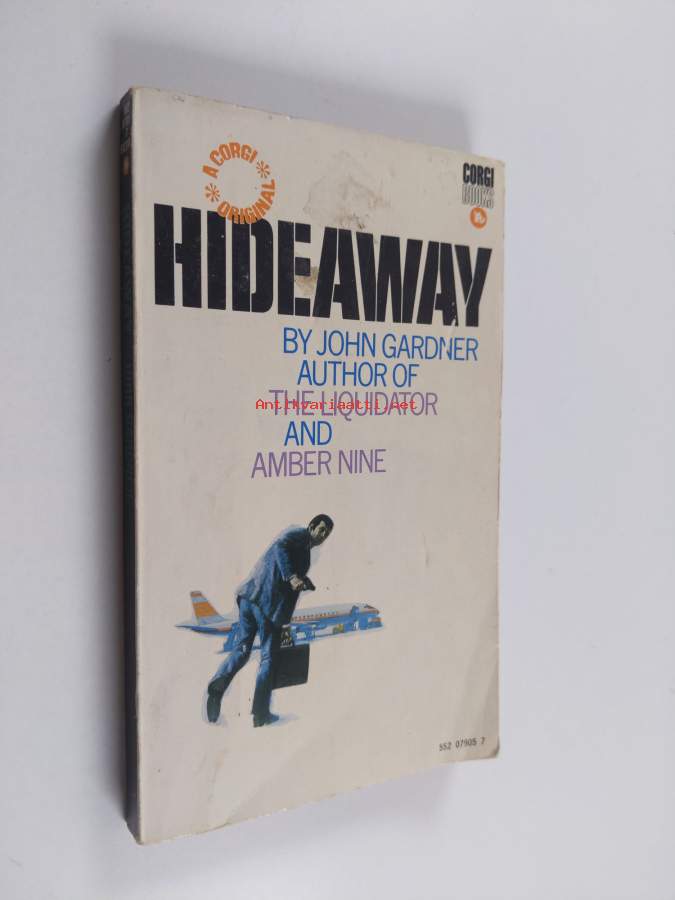 A CORGI
ORIGINAL
CORGI
BOOKS
HIDEAWAY
BY JOHN GARDNER
AUTHOR OF
THE LIQUIDATOR
Antikvariaatti.net
AND
AMBER NINE
552 07905 7